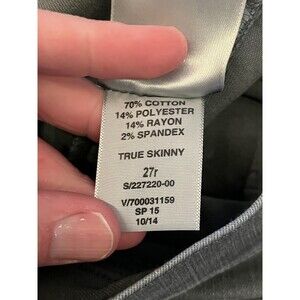 70% COTTON
14% POLYESTER
14% RAYON
2% SPANDEX
TRUE SKINNY
27r
S/227220-00
V/700031159
SP 15
10/14